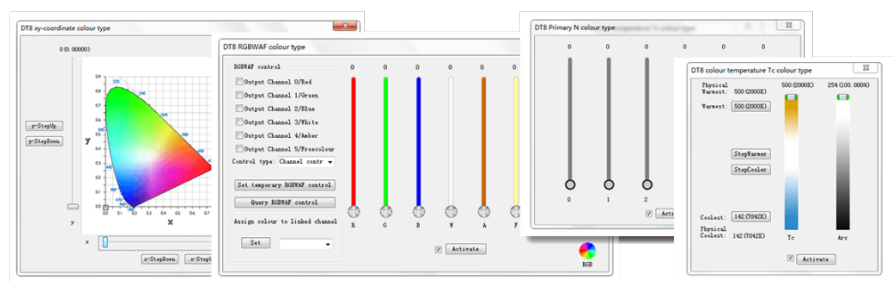 DT8 xy-coordinate colour type
0 (0.00000)
y-StepUp
y-StepDown
y
x
y
x
x-StepDown
DT8 RGBWAF colour type
RGBWAF control
Output Channel 0/Red
Output Channel 1/Green
Output Channel 2/Blue
Output Channel 3/White
Output Channel 4/Amber
Output Channel 5/Freecolour
Control type:
Channel contr
Set temporary RGBWAF control
Query RGBWAF control
Assign colour to linked channel
Set
0 0 0 0 0 0
R G B W A F
Activate
RGB
DT8 Primary N colour type
0 0 0 0 0 0
0 1 2
DT8 colour temperature Tc colour type
Physical
Warmest: 500(2000K)
Warmest: 500(2000K)
StepWarmer
StepCooler
Coolest: 142(7042K)
Physical
Coolest: 142(7042K)
500(2000K) 254(100.000%)
Tc Arc
Activate